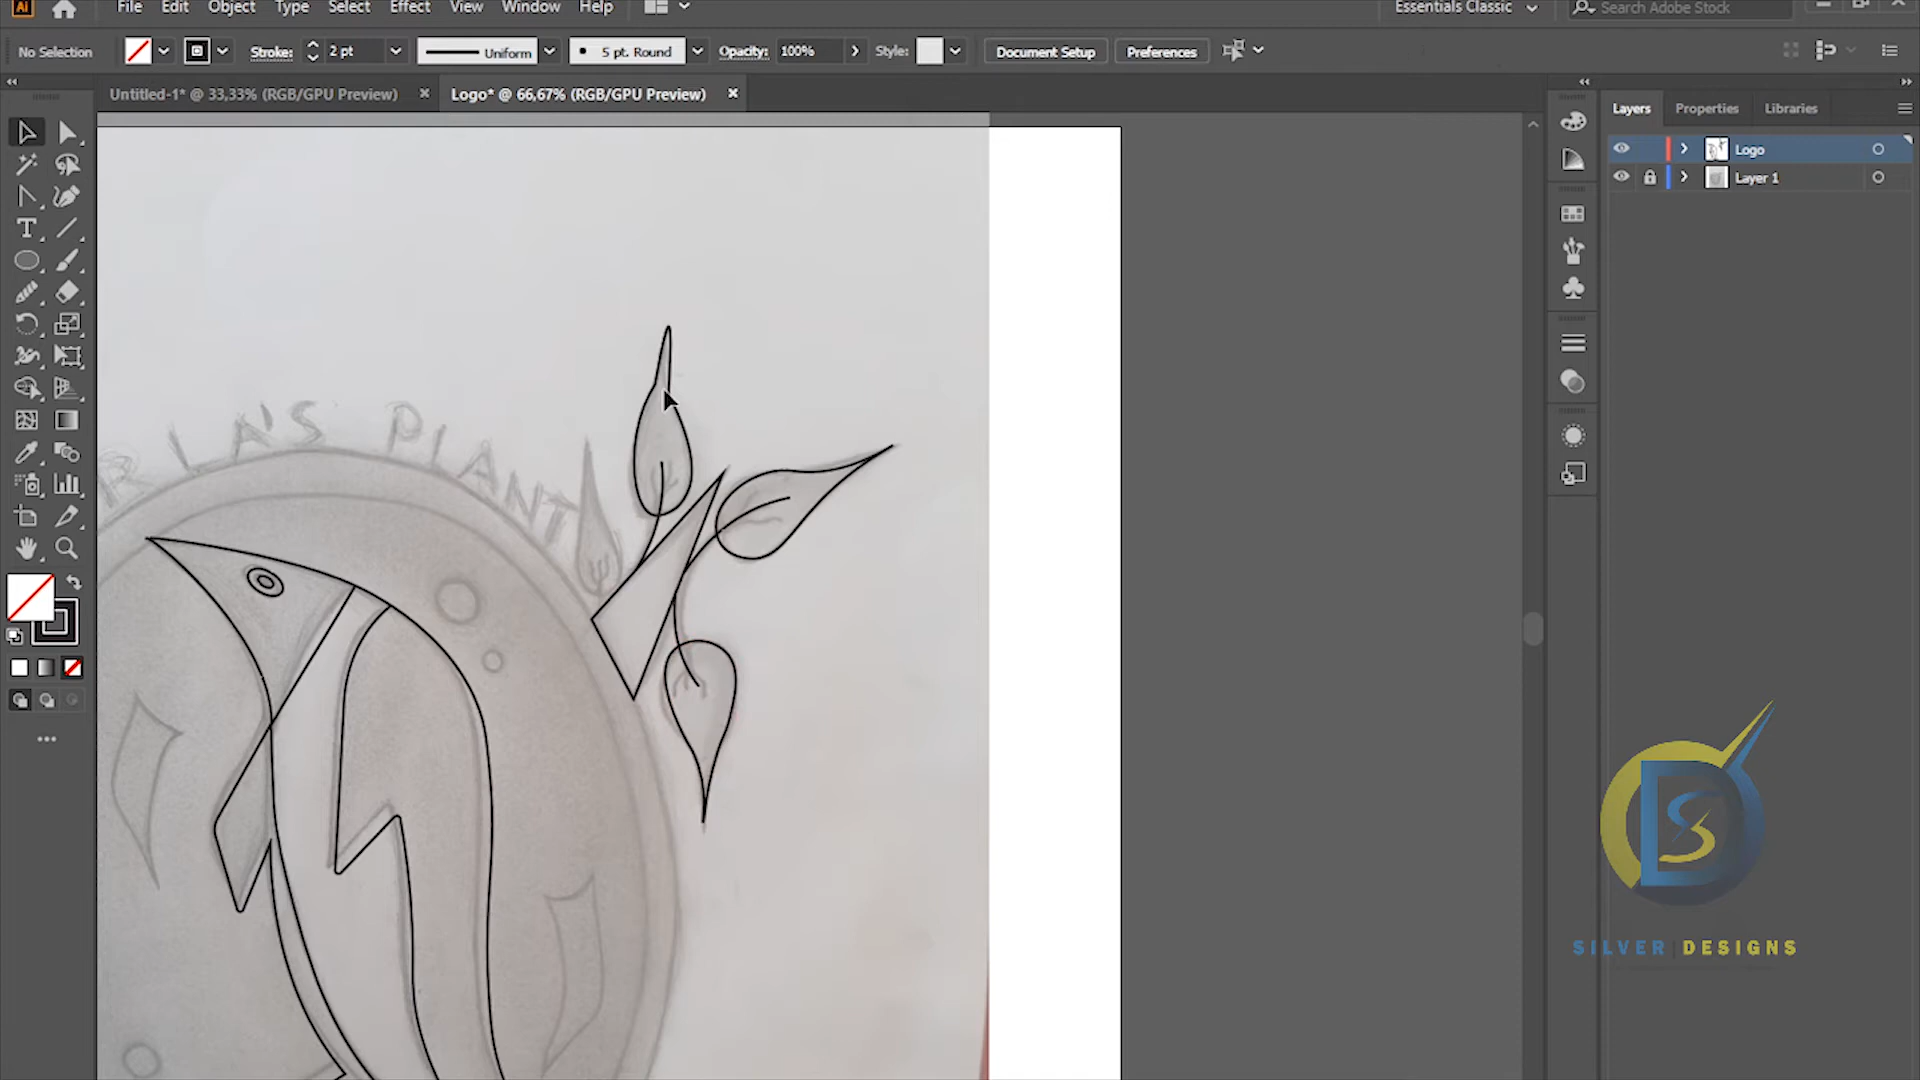 Ai File Edit Object Type Select Effect View Window Help Essentials Classic Search Adobe Stock
No Selection Stroke: 2 pt Uniform 5 pt. Round Opacity: 100% Style: Document Setup Preferences
Untitled-1* @ 33,33% (RGB/GPU Preview) Logo* @ 66,67% (RGB/GPU Preview)
Layers Properties Libraries
Logo
Layer 1
R I A'S PLANT
DS
SILVER DESIGNS